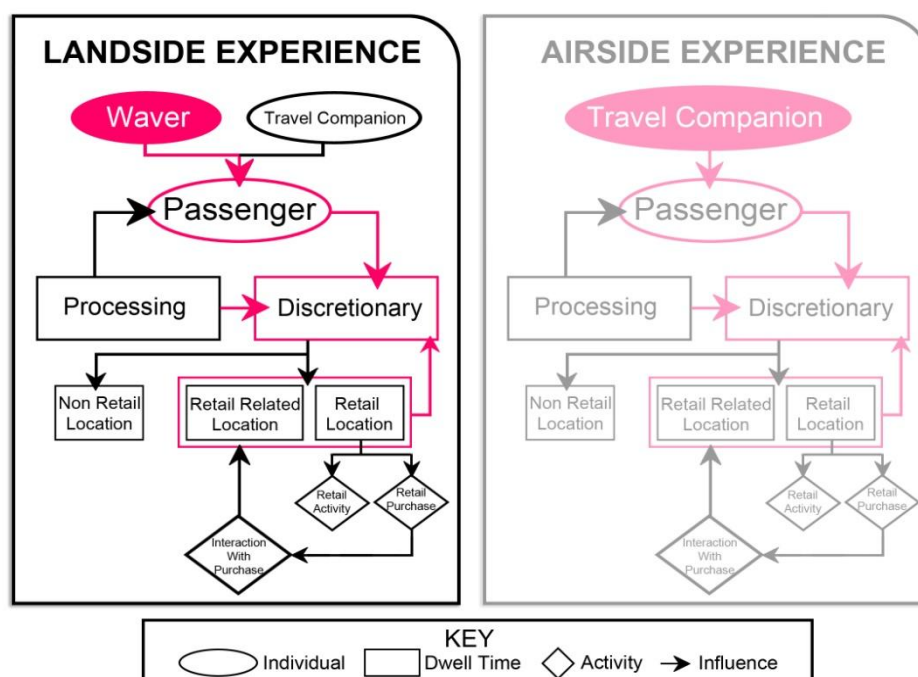 LANDSIDE EXPERIENCE
Waver
Travel Companion
Passenger
Processing
Discretionary
Non Retail
Location
Retail Related
Location
Retail
Location
Retail
Activity
Retail
Purchase
Interaction
With
Purchase
AIRSIDE EXPERIENCE
Travel Companion
Passenger
Processing
Discretionary
Non Retail
Location
Retail Related
Location
Retail
Location
Retail
Activity
Retail
Purchase
Interaction
With
Purchase
KEY
Individual
Dwell Time
Activity
Influence